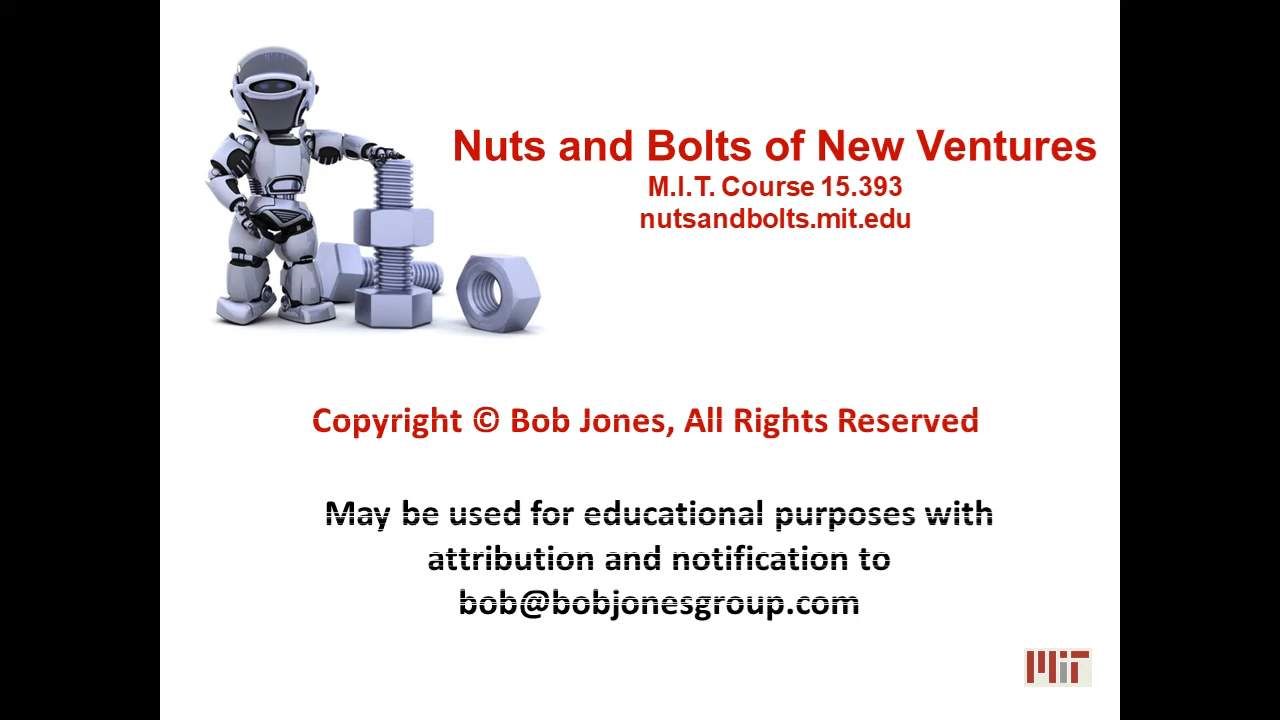 Nuts and Bolts of New Ventures
M.I.T. Course 15.393
nutsandbolts.mit.edu
Copyright © Bob Jones, All Rights Reserved
May be used for educational purposes with
attribution and notification to
bob@bobjonesgroup.com
MIT